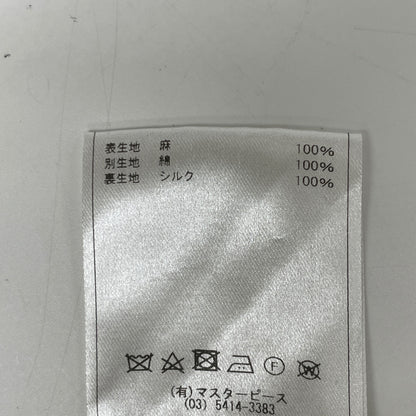 表生地 麻 100%
別生地 綿 100%
裏生地 シルク 100%
F W
(有)マスターピース
(03) 5414-3383